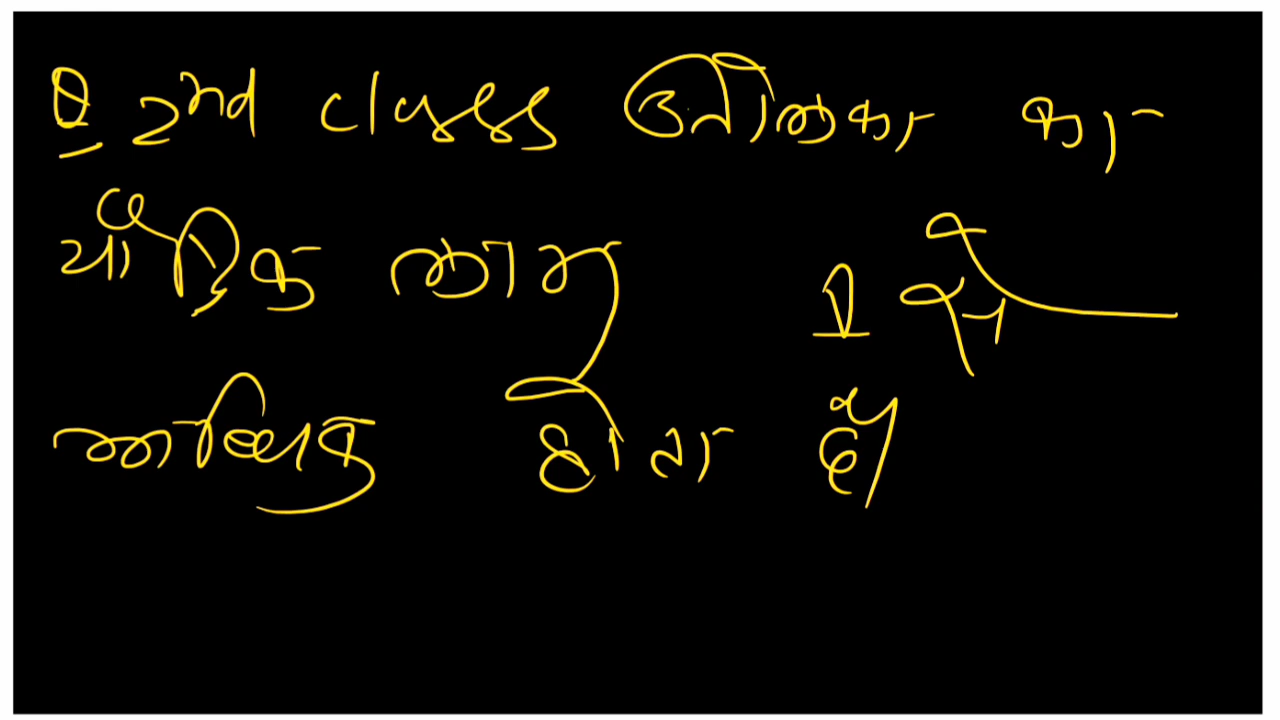 Q 2nd class उतोलक का
यांत्रिक लाभ 1 से
अधिक होता है